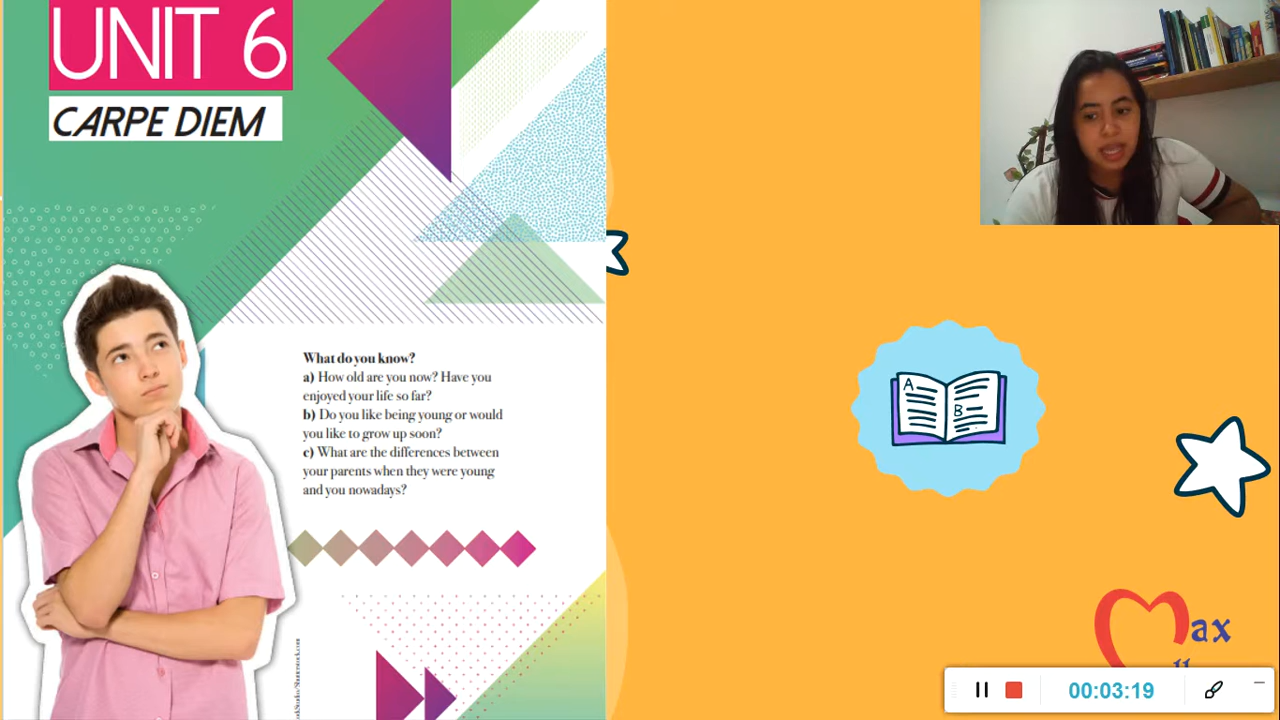 UNIT 6
CARPE DIEM
What do you know?
a) How old are you now? Have you
enjoyed your life so far?
b) Do you like being young or would
you like to grow up soon?
c) What are the differences between
your parents when they were young
and you nowadays?
A
B
Max
00:03:19